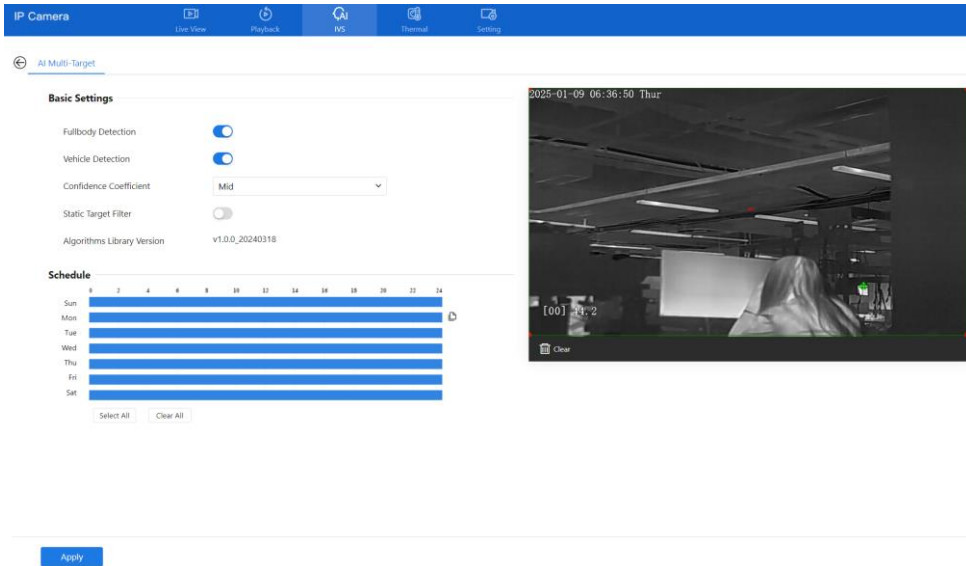 IP Camera
Live View
Playback
AI
IVS
Thermal
Setting
AI Multi-Target
Basic Settings
Fullbody Detection
Vehicle Detection
Confidence Coefficient Mid
Static Target Filter
Algorithms Library Version v1.0.0_20240318
Schedule
0 2 4 6 8 10 12 14 16 18 20 22 24
Sun
Mon
Tue
Wed
Thu
Fri
Sat
Select All Clear All
2025-01-09 06:36:50 Thur
[00] 44.2
Clear
Apply